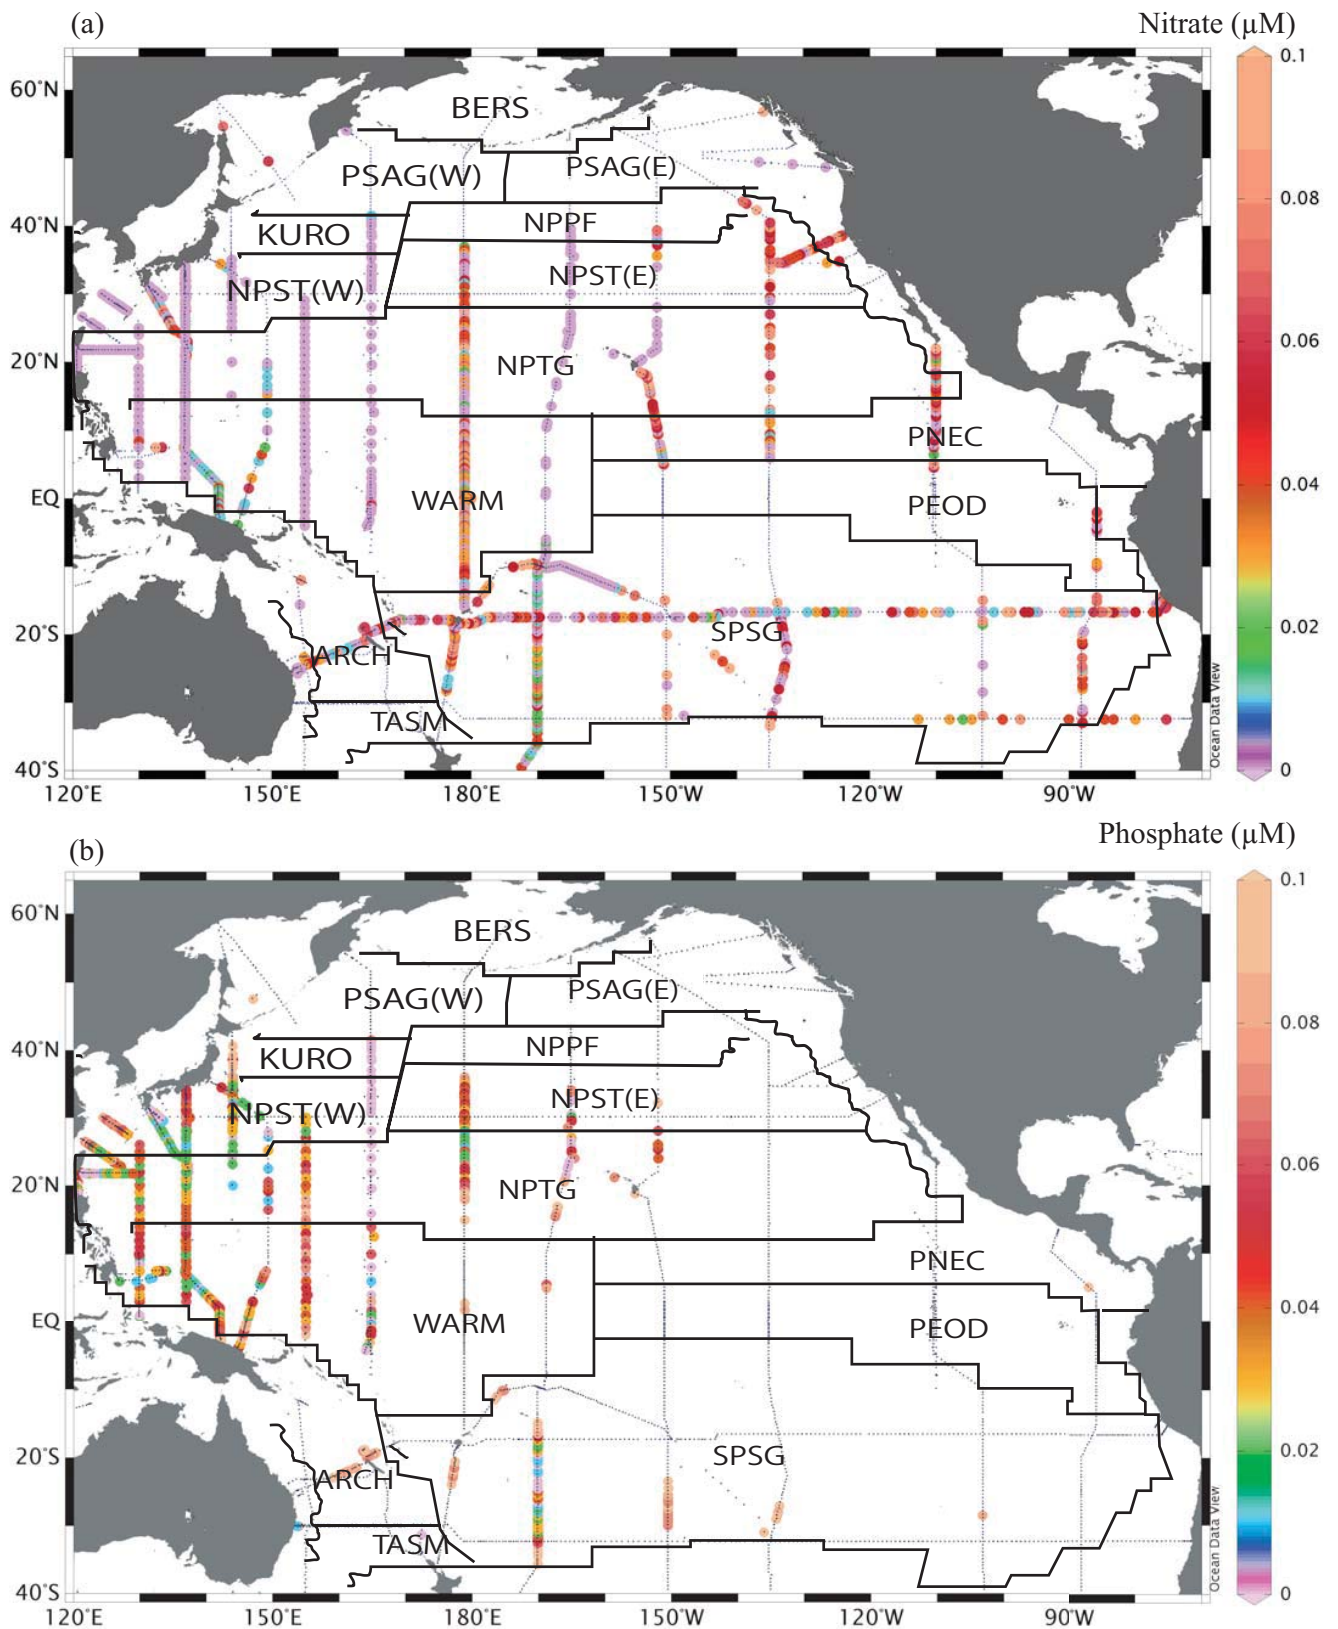 (a)
Nitrate (µM)
60°N
40°N
20°N
EQ
20°S
40°S
120°E
150°E
180°E
150°W
120°W
90°W
BERS
PSAG(W)
PSAG(E)
KURO
NPPF
NPST(W)
NPST(E)
NPTG
PNEC
WARM
PEOD
SPSG
ARCH
TASM
Ocean Data View
0.1
0.08
0.06
0.04
0.02
0
(b)
Phosphate (µM)
60°N
40°N
20°N
EQ
20°S
40°S
120°E
150°E
180°E
150°W
120°W
90°W
BERS
PSAG(W)
PSAG(E)
KURO
NPPF
NPST(W)
NPST(E)
NPTG
PNEC
WARM
PEOD
SPSG
ARCH
TASM
Ocean Data View
0.1
0.08
0.06
0.04
0.02
0